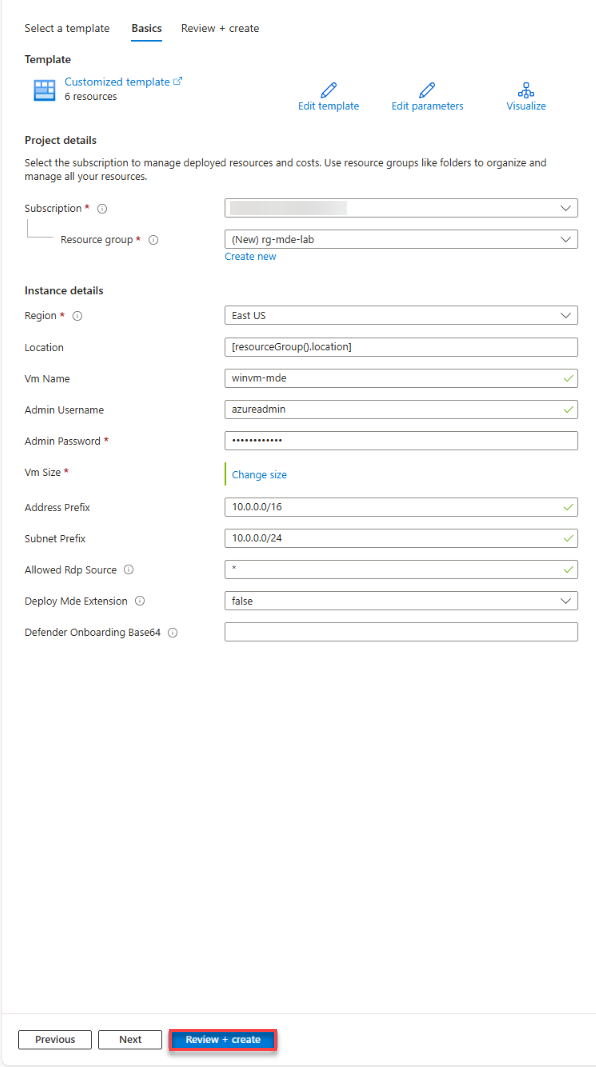 Select a template Basics Review + create
Template
Customized template
6 resources
Edit template Edit parameters Visualize
Project details
Select the subscription to manage deployed resources and costs. Use resource groups like folders to organize and
manage all your resources.
Subscription *
Resource group * (New) rg-mde-lab
Create new
Instance details
Region * East US
Location [resourceGroup().location]
Vm Name winvm-mde
Admin Username azureadmin
Admin Password * ••••••••••••
Vm Size * Change size
Address Prefix 10.0.0.0/16
Subnet Prefix 10.0.0.0/24
Allowed Rdp Source *
Deploy Mde Extension false
Defender Onboarding Base64
Previous Next Review + create